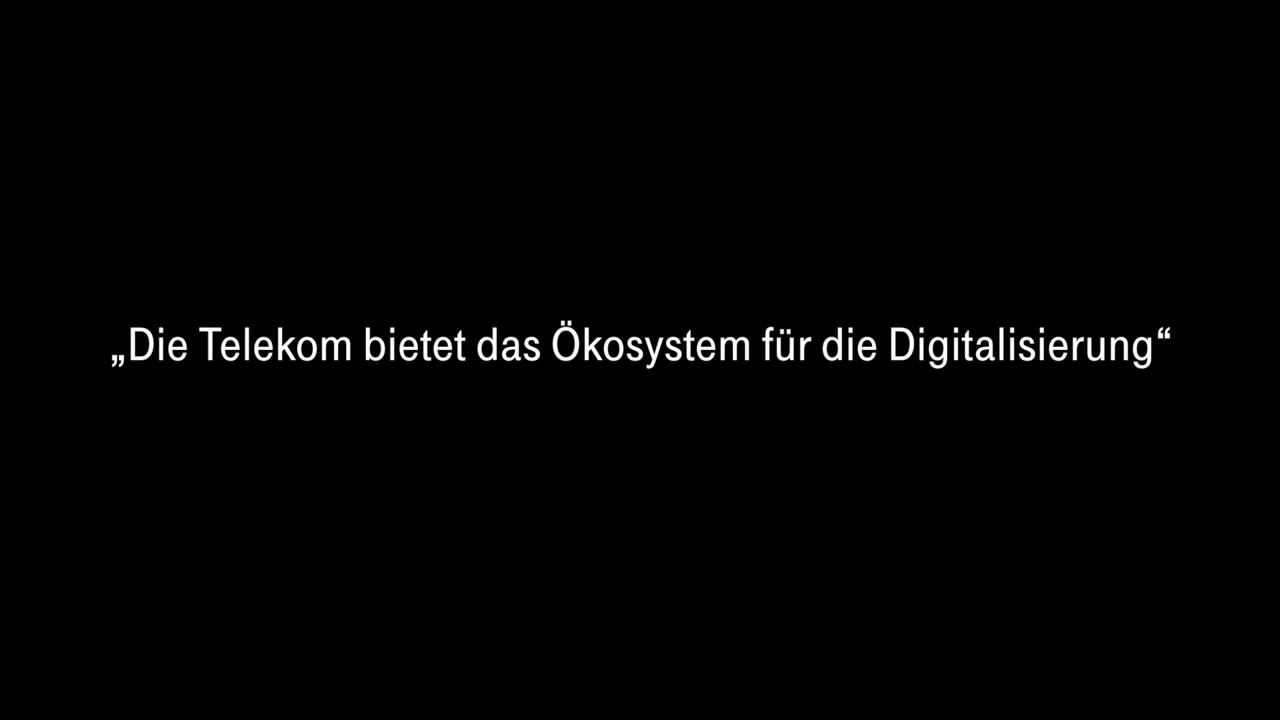 „Die Telekom bietet das Ökosystem für die Digitalisierung“